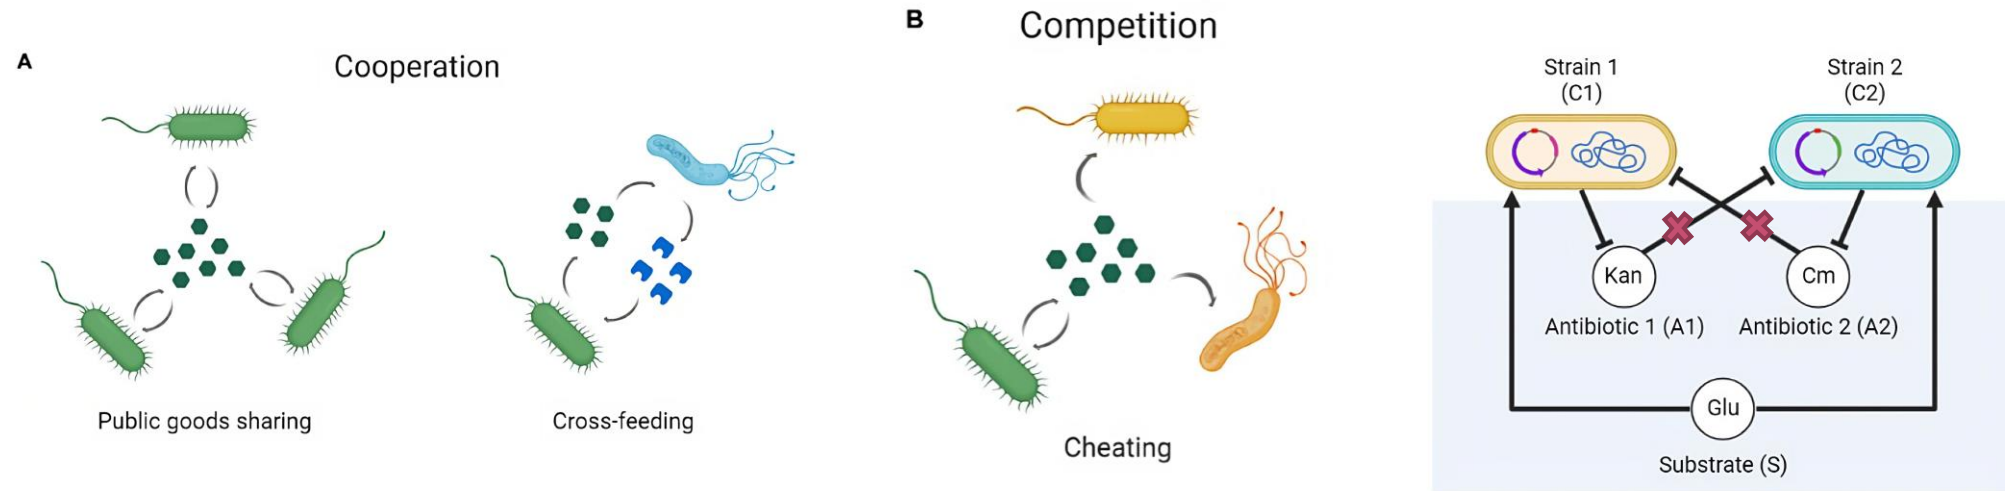 A
Cooperation
Public goods sharing
Cross-feeding
B
Competition
Cheating
Strain 1
(C1)
Strain 2
(C2)
Kan
Cm
Antibiotic 1 (A1)
Antibiotic 2 (A2)
Glu
Substrate (S)